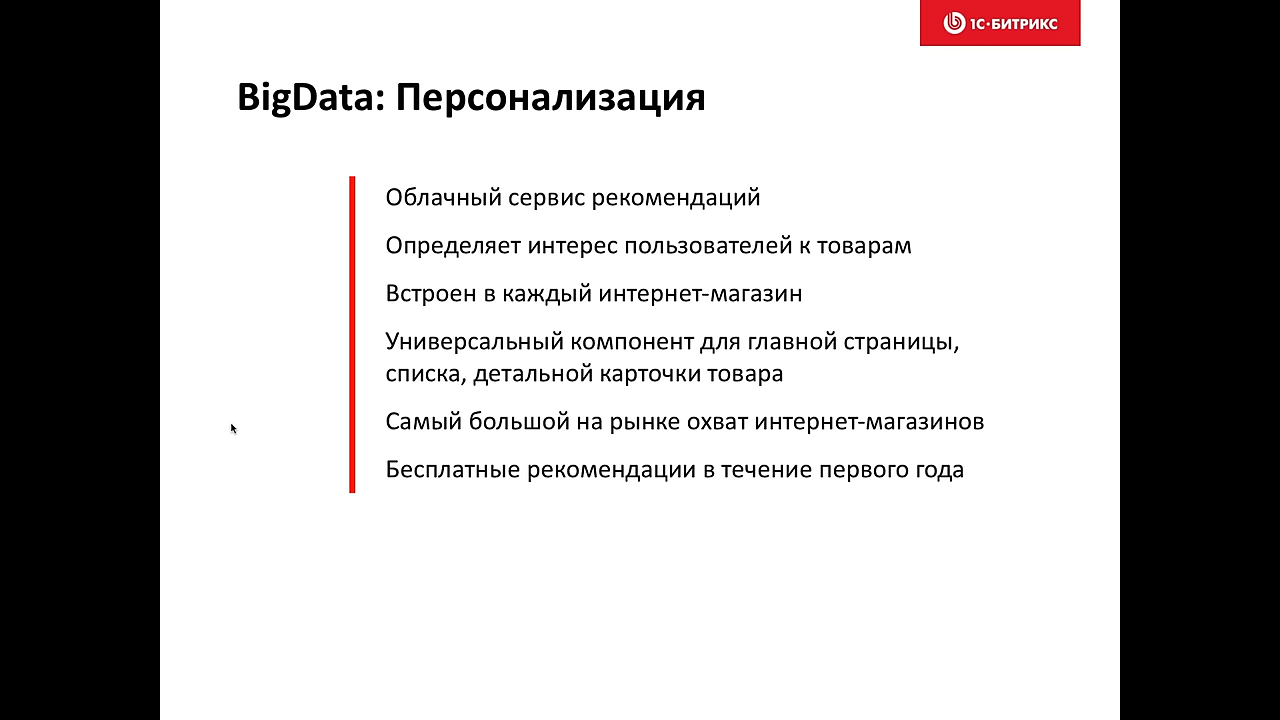 1С·БИТРИКС
BigData: Персонализация
Облачный сервис рекомендаций
Определяет интерес пользователей к товарам
Встроен в каждый интернет-магазин
Универсальный компонент для главной страницы,
списка, детальной карточки товара
Самый большой на рынке охват интернет-магазинов
Бесплатные рекомендации в течение первого года